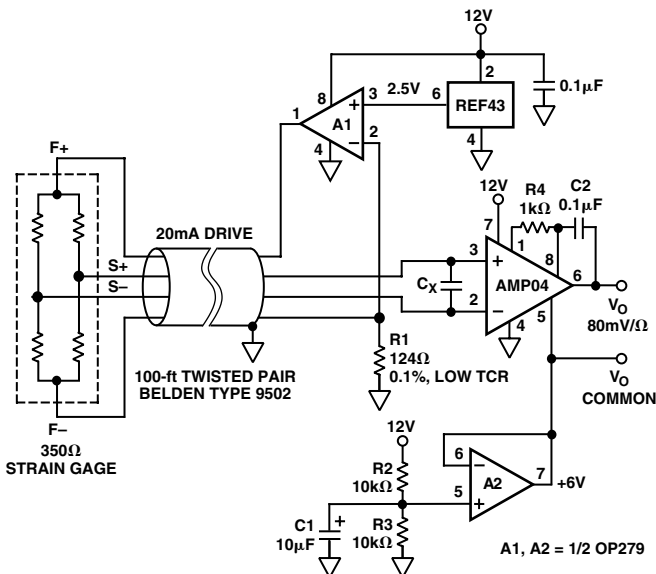 12V
2
0.1μF
8
3
2.5V
6
REF43
1
A1
2
4
4
F+
20mA DRIVE
S+
S–
12V
R4
1kΩ
C2
0.1μF
7
1
3
8
CX
AMP04
6
2
5
4
VO
80mV/Ω
R1
124Ω
0.1%, LOW TCR
VO
COMMON
100-ft TWISTED PAIR
BELDEN TYPE 9502
F–
350Ω
STRAIN GAGE
12V
R2
10kΩ
6
A2
7
+6V
5
C1
10μF
+
R3
10kΩ
A1, A2 = 1/2 OP279